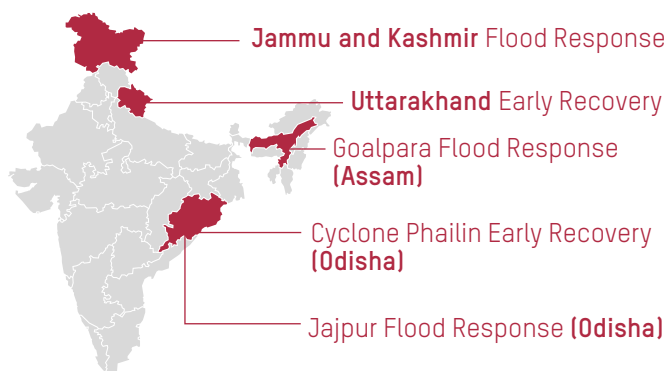 Jammu and Kashmir Flood Response
Uttarakhand Early Recovery
Goalpara Flood Response
(Assam)
Cyclone Phailin Early Recovery
(Odisha)
Jajpur Flood Response (Odisha)